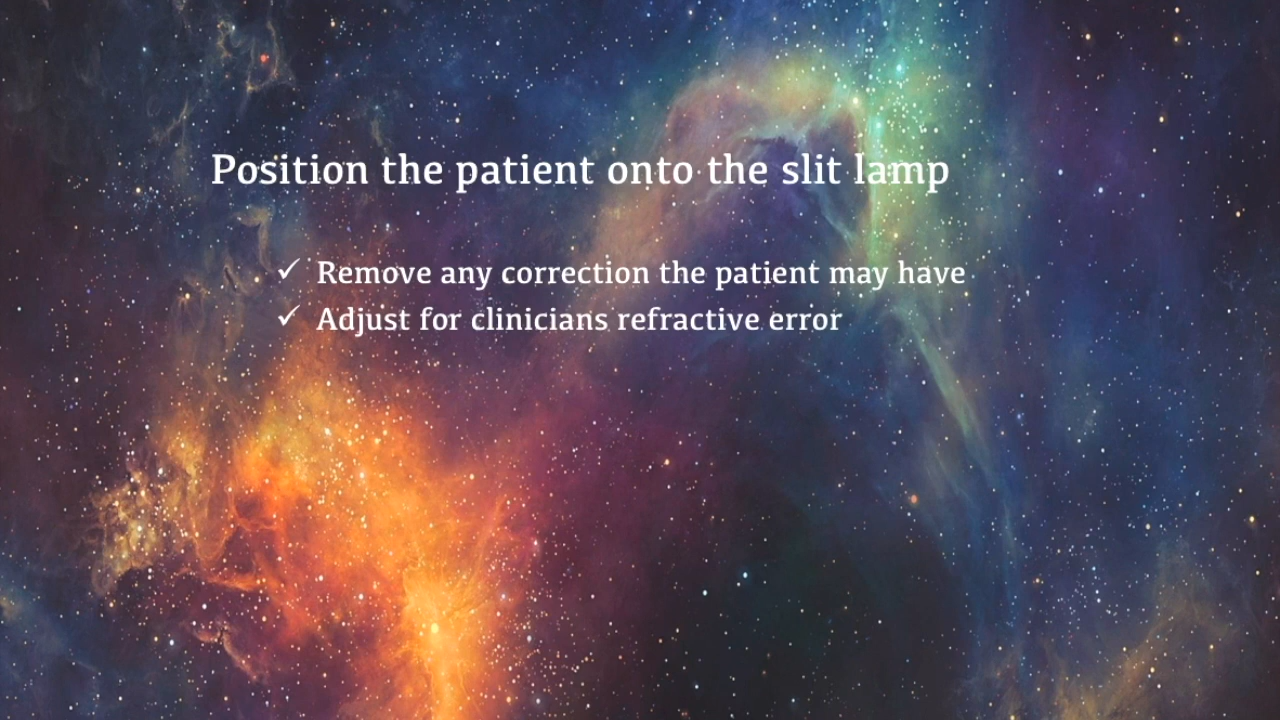 Position the patient onto the slit lamp
✓ Remove any correction the patient may have
✓ Adjust for clinicians refractive error